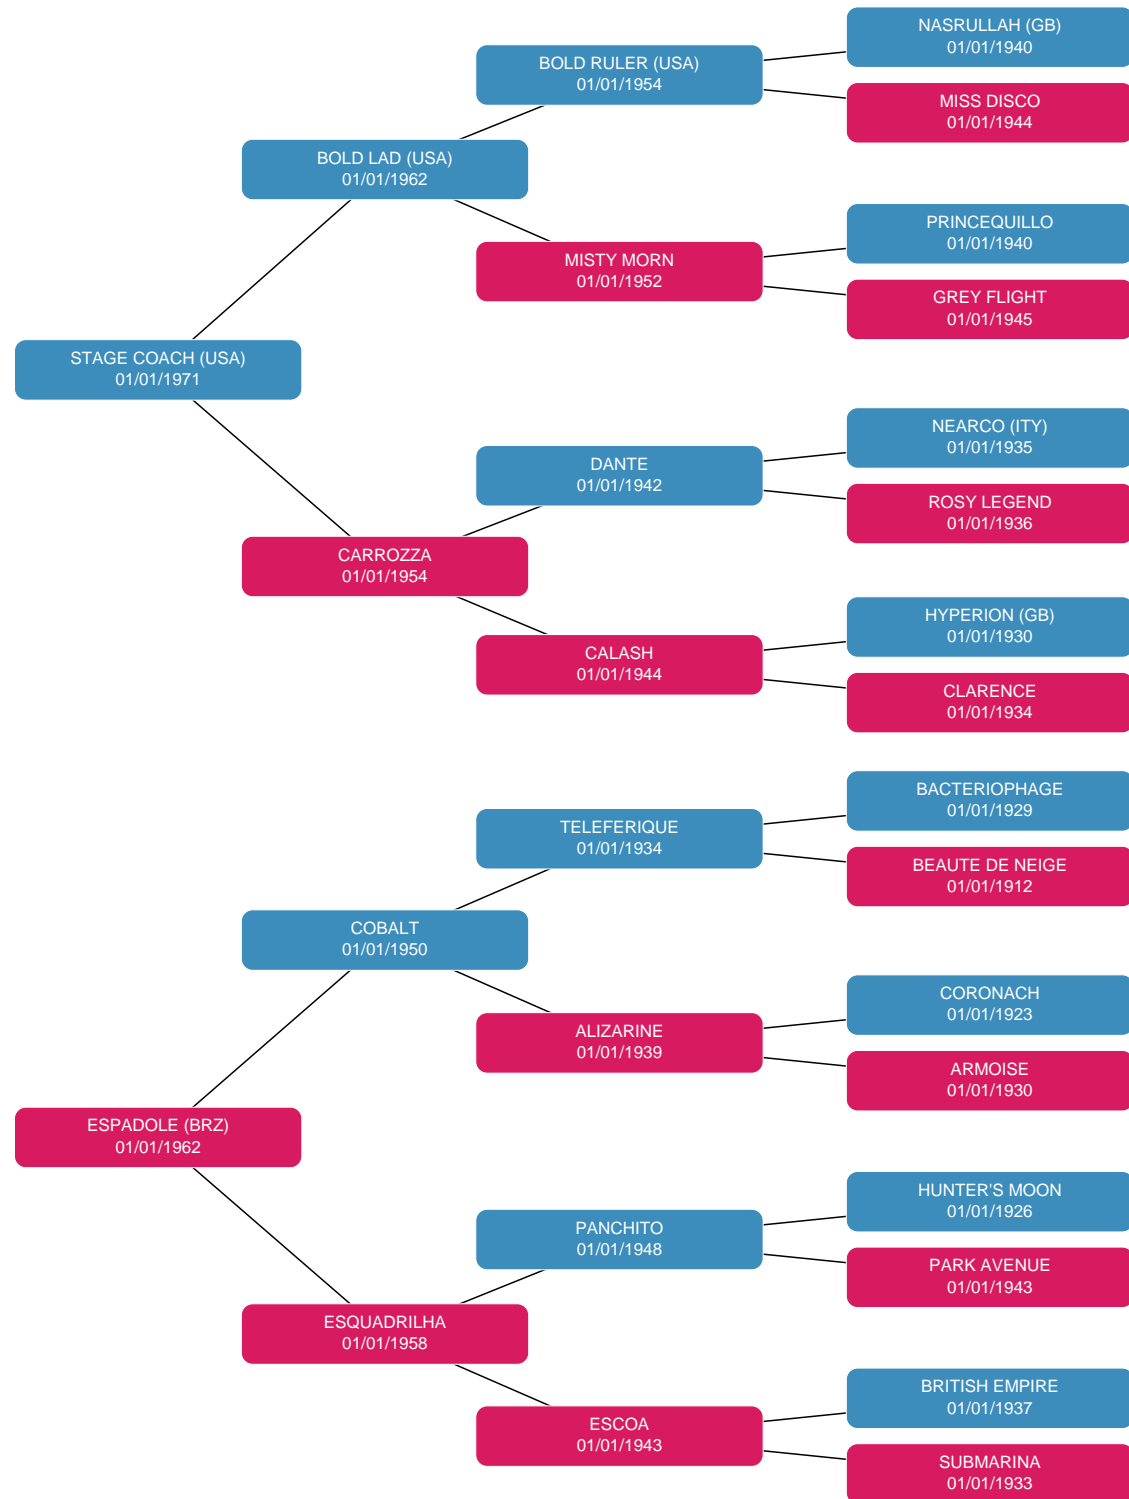 NASRULLAH (GB)
01/01/1940
BOLD RULER (USA)
01/01/1954
MISS DISCO
01/01/1944
BOLD LAD (USA)
01/01/1962
PRINCEQUILLO
01/01/1940
MISTY MORN
01/01/1952
GREY FLIGHT
01/01/1945
STAGE COACH (USA)
01/01/1971
NEARCO (ITY)
01/01/1935
DANTE
01/01/1942
ROSY LEGEND
01/01/1936
CARROZZA
01/01/1954
HYPERION (GB)
01/01/1930
CALASH
01/01/1944
CLARENCE
01/01/1934
BACTERIOPHAGE
01/01/1929
TELEFERIQUE
01/01/1934
BEAUTE DE NEIGE
01/01/1912
COBALT
01/01/1950
CORONACH
01/01/1923
ALIZARINE
01/01/1939
ARMOISE
01/01/1930
ESPADOLE (BRZ)
01/01/1962
HUNTER'S MOON
01/01/1926
PANCHITO
01/01/1948
PARK AVENUE
01/01/1943
ESQUADRILHA
01/01/1958
BRITISH EMPIRE
01/01/1937
ESCOA
01/01/1943
SUBMARINA
01/01/1933